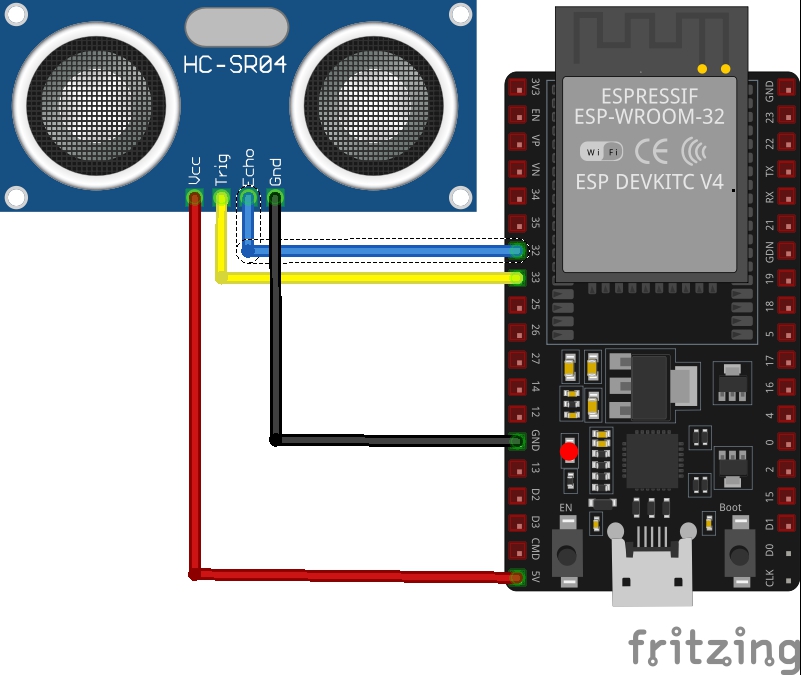 HC-SR04
Vcc
Trig
Echo
Gnd
ESPRESSIF
ESP-WROOM-32
Wi Fi
CE
ESP DEVKITC V4
3V3
EN
VP
VN
34
35
32
33
25
26
27
14
12
GND
13
D2
D3
CMD
5V
GND
23
22
TX
RX
21
GDN
19
18
5
17
16
4
0
2
15
D1
D0
CLK
EN
Boot
fritzing